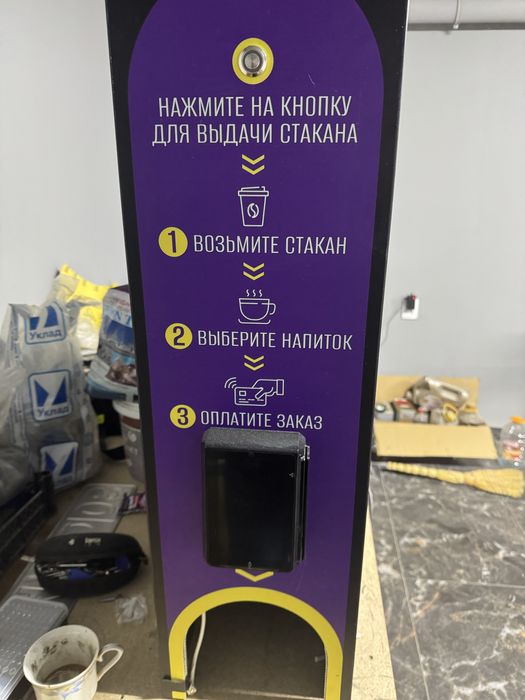 НАЖМИТЕ НА КНОПКУ
ДЛЯ ВЫДАЧИ СТАКАНА
1 ВОЗЬМИТЕ СТАКАН
2 ВЫБЕРИТЕ НАПИТОК
3 ОПЛАТИТЕ ЗАКАЗ
Уклад
Уклад